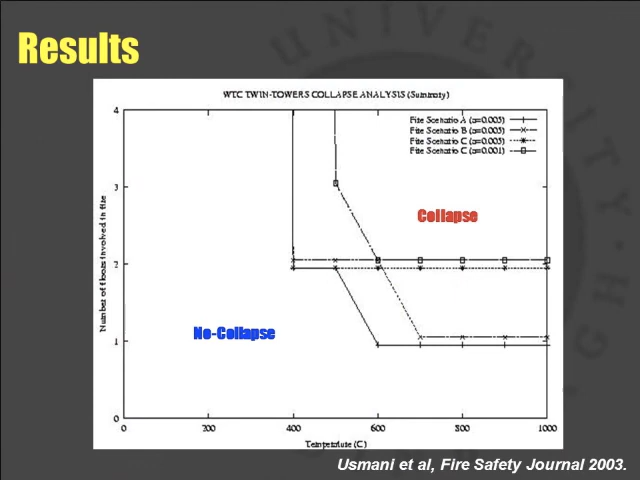 Results
WTC TWIN-TOWERS COLLAPSE ANALYSIS (Summary)
4
3
2
1
0
Number of floors involved in fire
Fire Scenario A (a=0.005)
Fire Scenario B (a=0.005)
Fire Scenario C (a=0.005)
Fire Scenario C (a=0.001)
Collapse
No-Collapse
0 200 400 600 800 1000
Temperature (C)
UNIVERSITY
Usmani et al, Fire Safety Journal 2003.